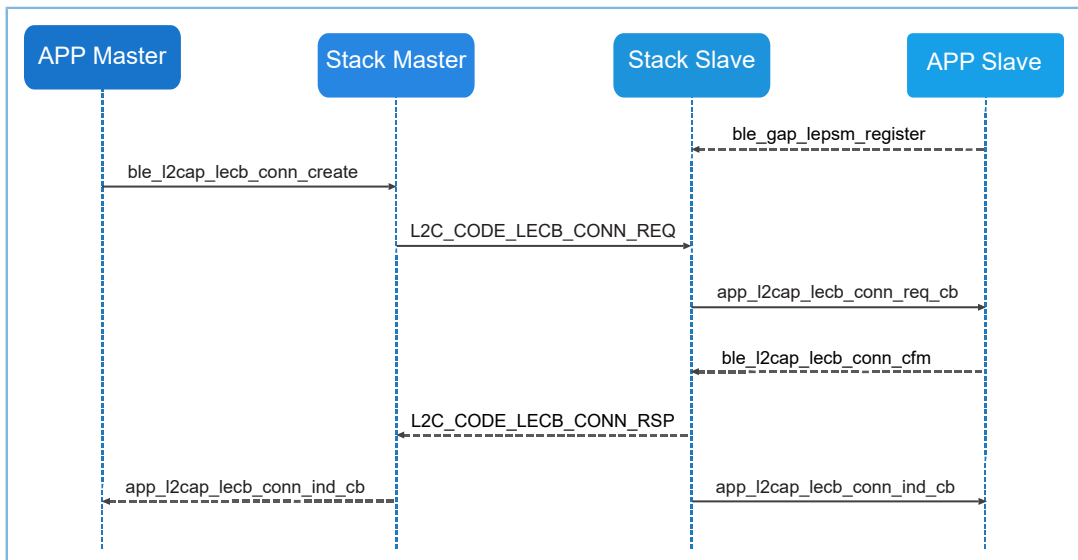 APP Master
Stack Master
Stack Slave
APP Slave
ble_gap_lepsm_register
ble_l2cap_lecb_conn_create
L2C_CODE_LECB_CONN_REQ
app_l2cap_lecb_conn_req_cb
ble_l2cap_lecb_conn_cfm
L2C_CODE_LECB_CONN_RSP
app_l2cap_lecb_conn_ind_cb
app_l2cap_lecb_conn_ind_cb